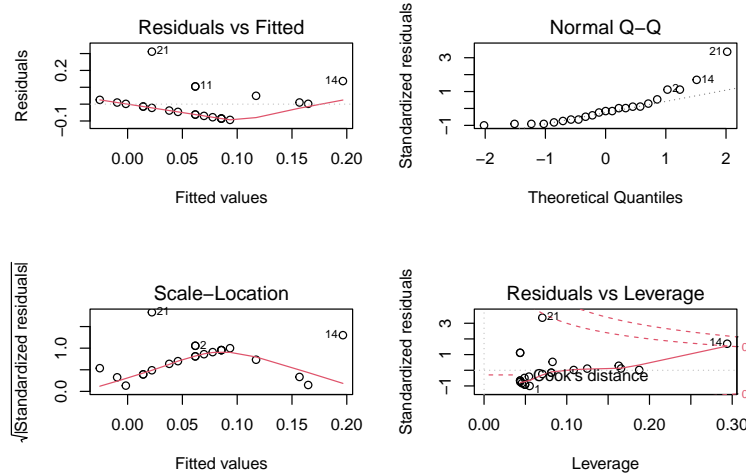 Residuals vs Fitted
Residuals
0.2
−0.1
21
11
14
0.00 0.05 0.10 0.15 0.20
Fitted values
Normal Q−Q
Standardized residuals
3
1
−1
21
2
14
−2 −1 0 1 2
Theoretical Quantiles
Scale−Location
√|Standardized residuals|
1.0
0.0
21
2
14
0.00 0.05 0.10 0.15 0.20
Fitted values
Residuals vs Leverage
Standardized residuals
3
1
−1
21
14
1
Cook's distance
0.00 0.10 0.20 0.30
Leverage